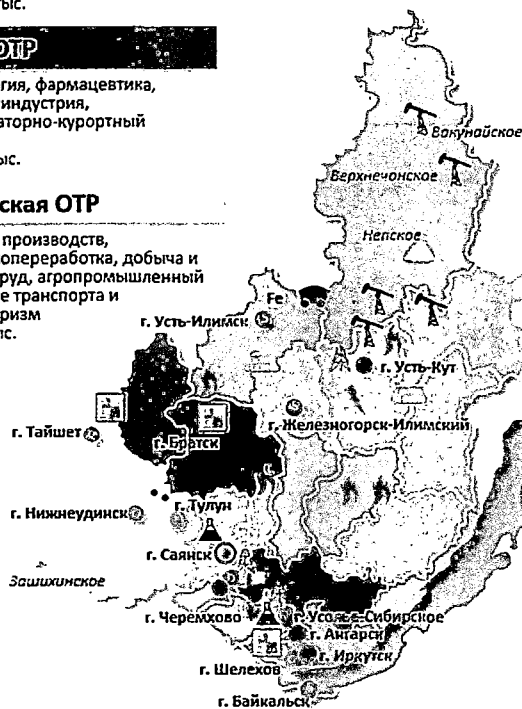 тыс.
ОТР
гия, фармацевтика,
индустрия,
аторно-курортный
ыс.
ская ОТР
производств,
опереработка, добыча и
руд, агропромышленный
е транспорта и
ризм
ыс.
Вакунайское
Верхнечонское
Непское
Fe
г. Усть-Илимск
г. Усть-Кут
г. Железногорск-Илимский
г. Тайшет
г. Братск
г. Нижнеудинск
г. Тулун
г. Саянск
Зашихинское
г. Черемхово
г. Усолье-Сибирское
г. Ангарск
г. Иркутск
г. Шелехов
г. Байкальск